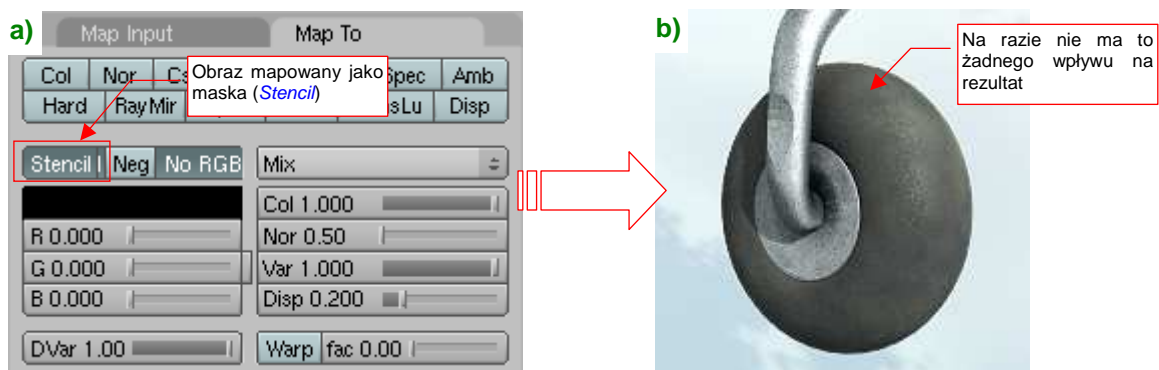 a)
Map Input Map To
Col Nor Spec Amb
Hard RayMir Disp
Obraz mapowany jako
maska (Stencil)
Stencil Neg No RGB Mix
Col 1.000
R 0.000 Nor 0.50
G 0.000 Var 1.000
B 0.000 Disp 0.200
DVar 1.00 Warp fac 0.00
b)
Na razie nie ma to
żadnego wpływu na
rezultat